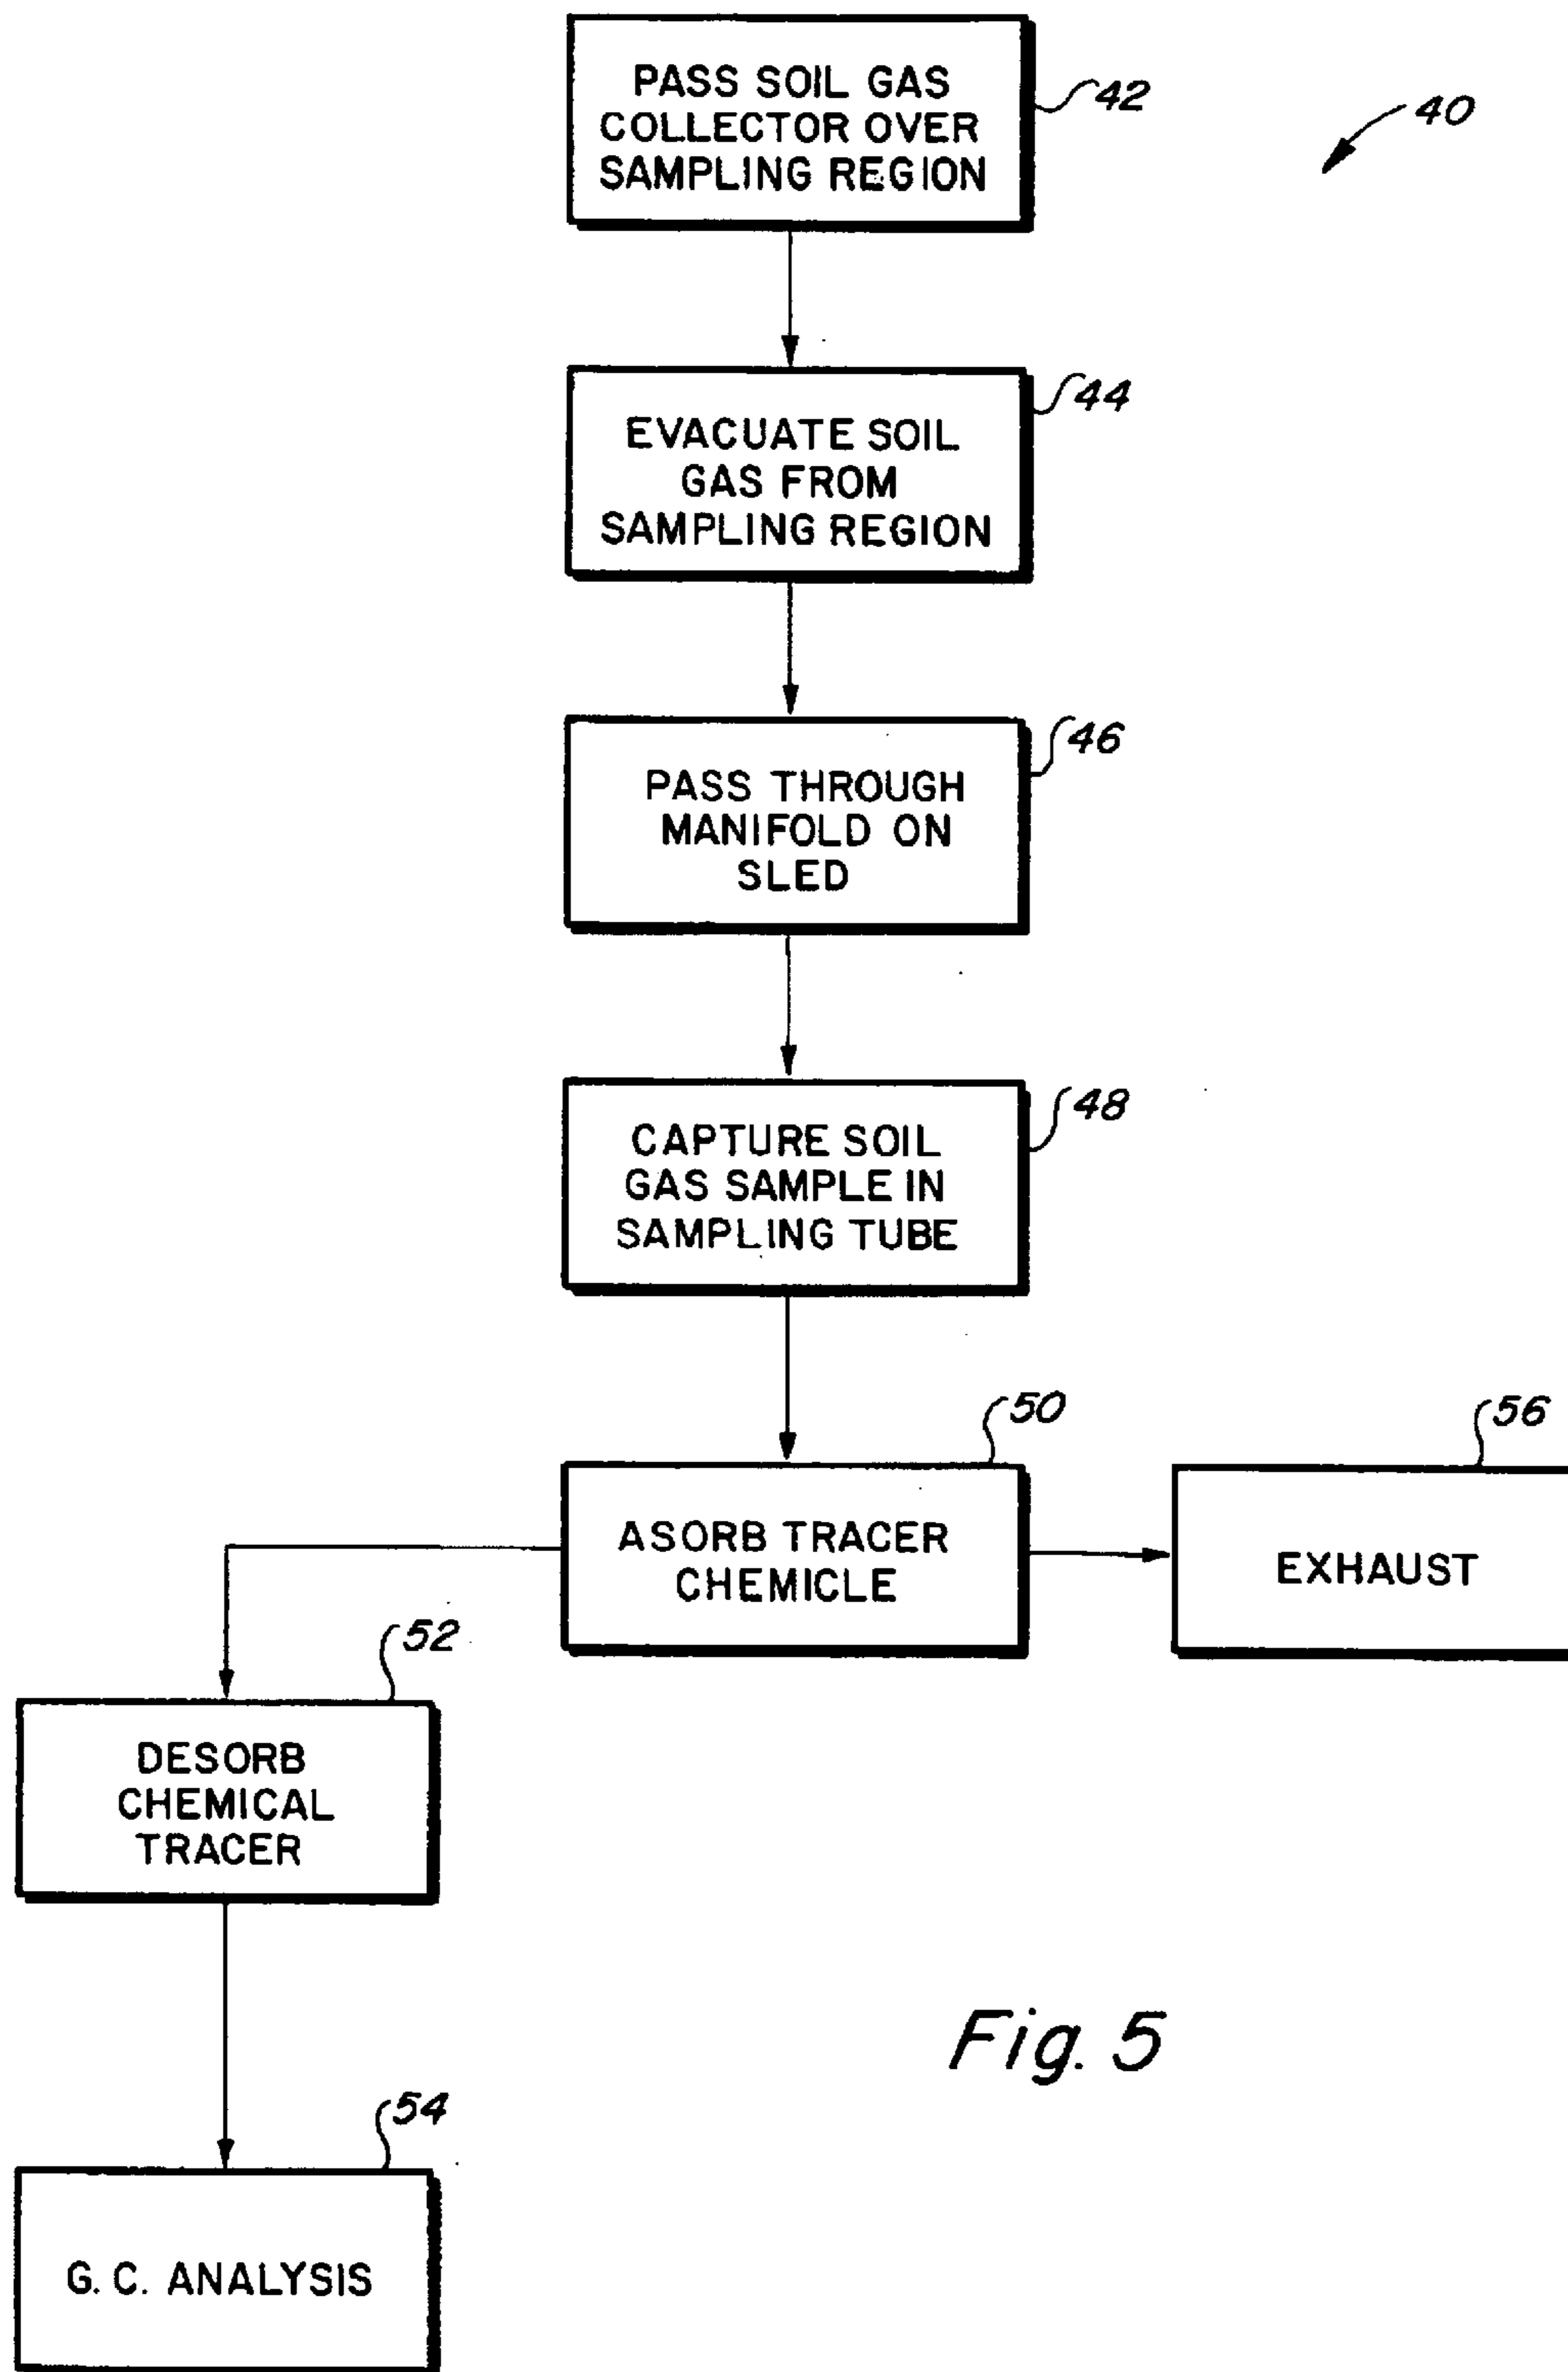 PASS SOIL GAS
COLLECTOR OVER
SAMPLING REGION
42
40
EVACUATE SOIL
GAS FROM
SAMPLING REGION
44
PASS THROUGH
MANIFOLD ON
SLED
46
CAPTURE SOIL
GAS SAMPLE IN
SAMPLING TUBE
48
ASORB TRACER
CHEMICLE
50
EXHAUST
56
DESORB
CHEMICAL
TRACER
52
G. C. ANALYSIS
54
Fig. 5